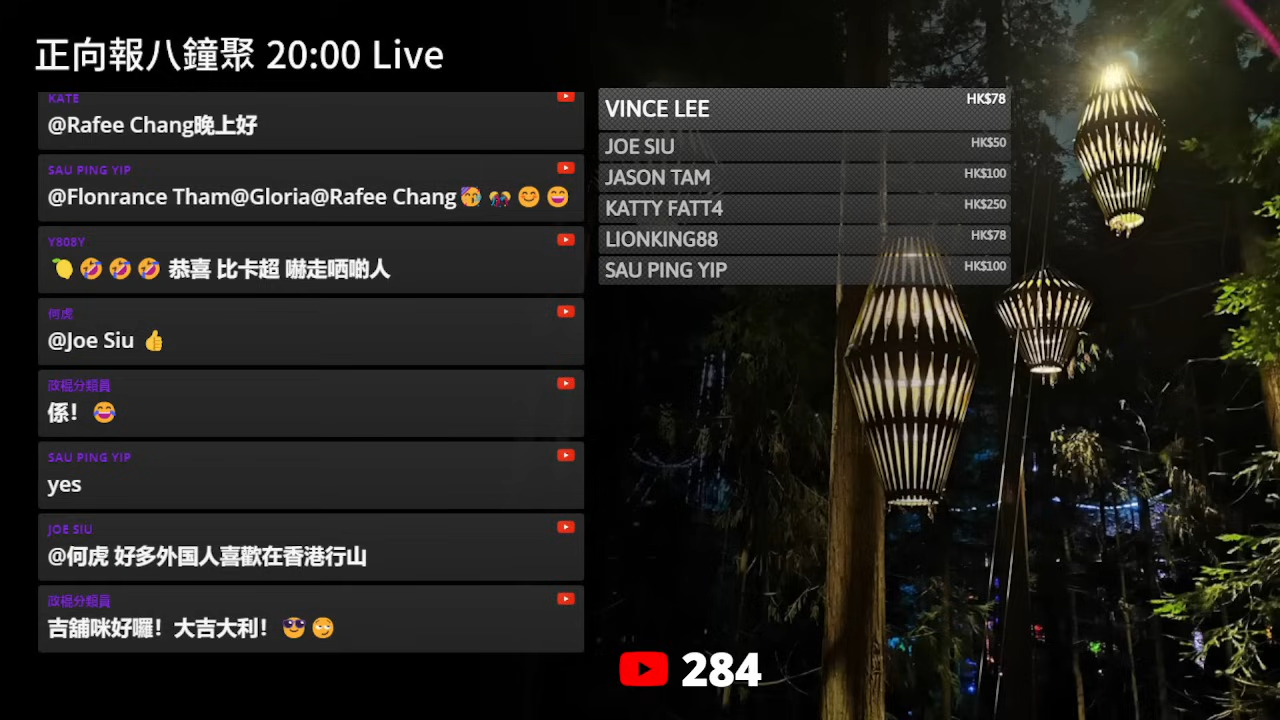 正向報八鐘聚 20:00 Live
KATE
@Rafee Chang晚上好
SAU PING YIP
@Flonrance Tham@Gloria@Rafee Chang🥳 🎊 😊 😄
Y808Y
🍋 🤣 🤣 🤣 恭喜 比卡超 嚇走哂啲人
何虎
@Joe Siu 👍
政棍分類員
係! 😂
SAU PING YIP
yes
JOE SIU
@何虎 好多外国人喜歡在香港行山
政棍分類員
吉舖咪好囉! 大吉大利! 😎 🙄
VINCE LEE HK$78
JOE SIU HK$50
JASON TAM HK$100
KATTY FATT4 HK$250
LIONKING88 HK$78
SAU PING YIP HK$100
284